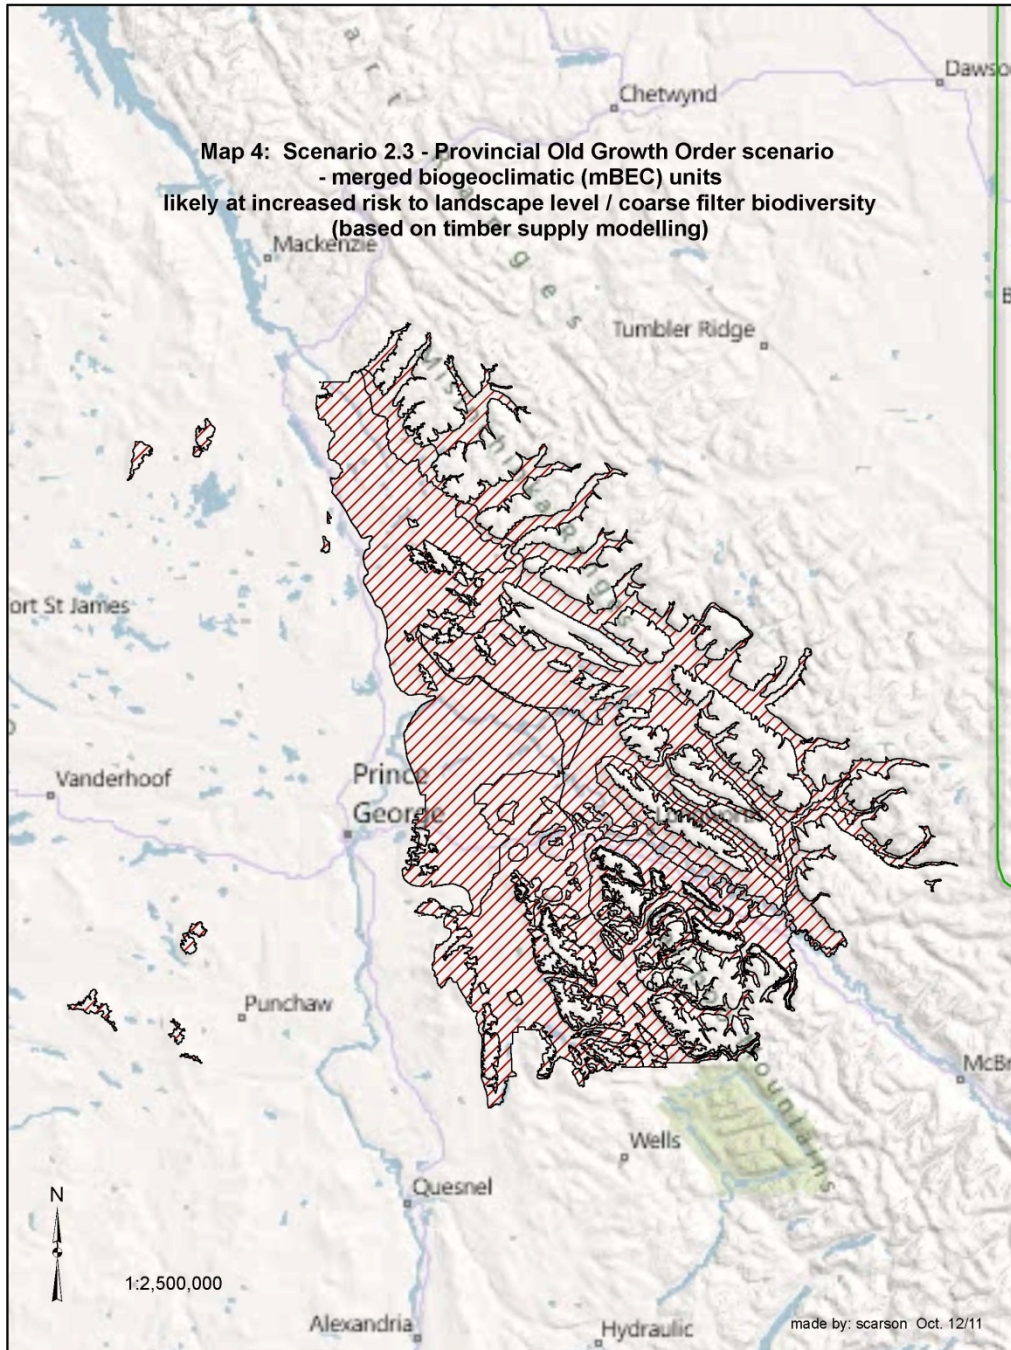 Chetwynd
Dawso
Map 4: Scenario 2.3 - Provincial Old Growth Order scenario
- merged biogeoclimatic (mBEC) units
likely at increased risk to landscape level / coarse filter biodiversity
(based on timber supply modelling)
Mackenzie
Ranges
Tumbler Ridge
B
ort St James
Vanderhoof
Prince
George
Punchaw
McBr
ountains
Wells
Quesnel
N
1:2,500,000
Alexandria
Hydraulic
made by: scarson Oct. 12/11